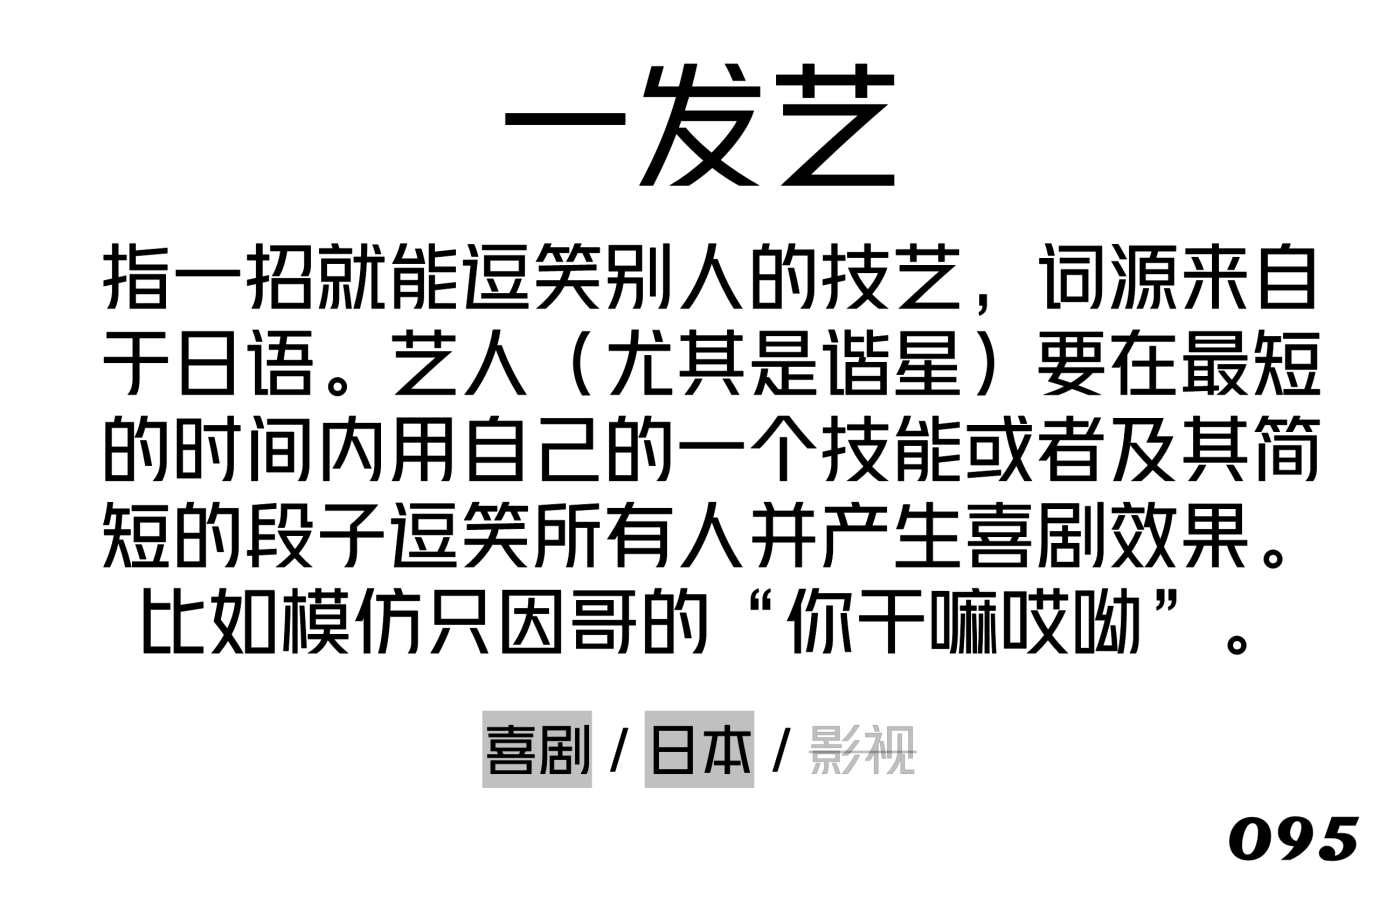 一发艺
指一招就能逗笑别人的技艺，词源来自
于日语。艺人（尤其是谐星）要在最短
的时间内用自己的一个技能或者及其简
短的段子逗笑所有人并产生喜剧效果。
比如模仿只因哥的“你干嘛哎呦”。
喜剧 / 日本 / 影视
095